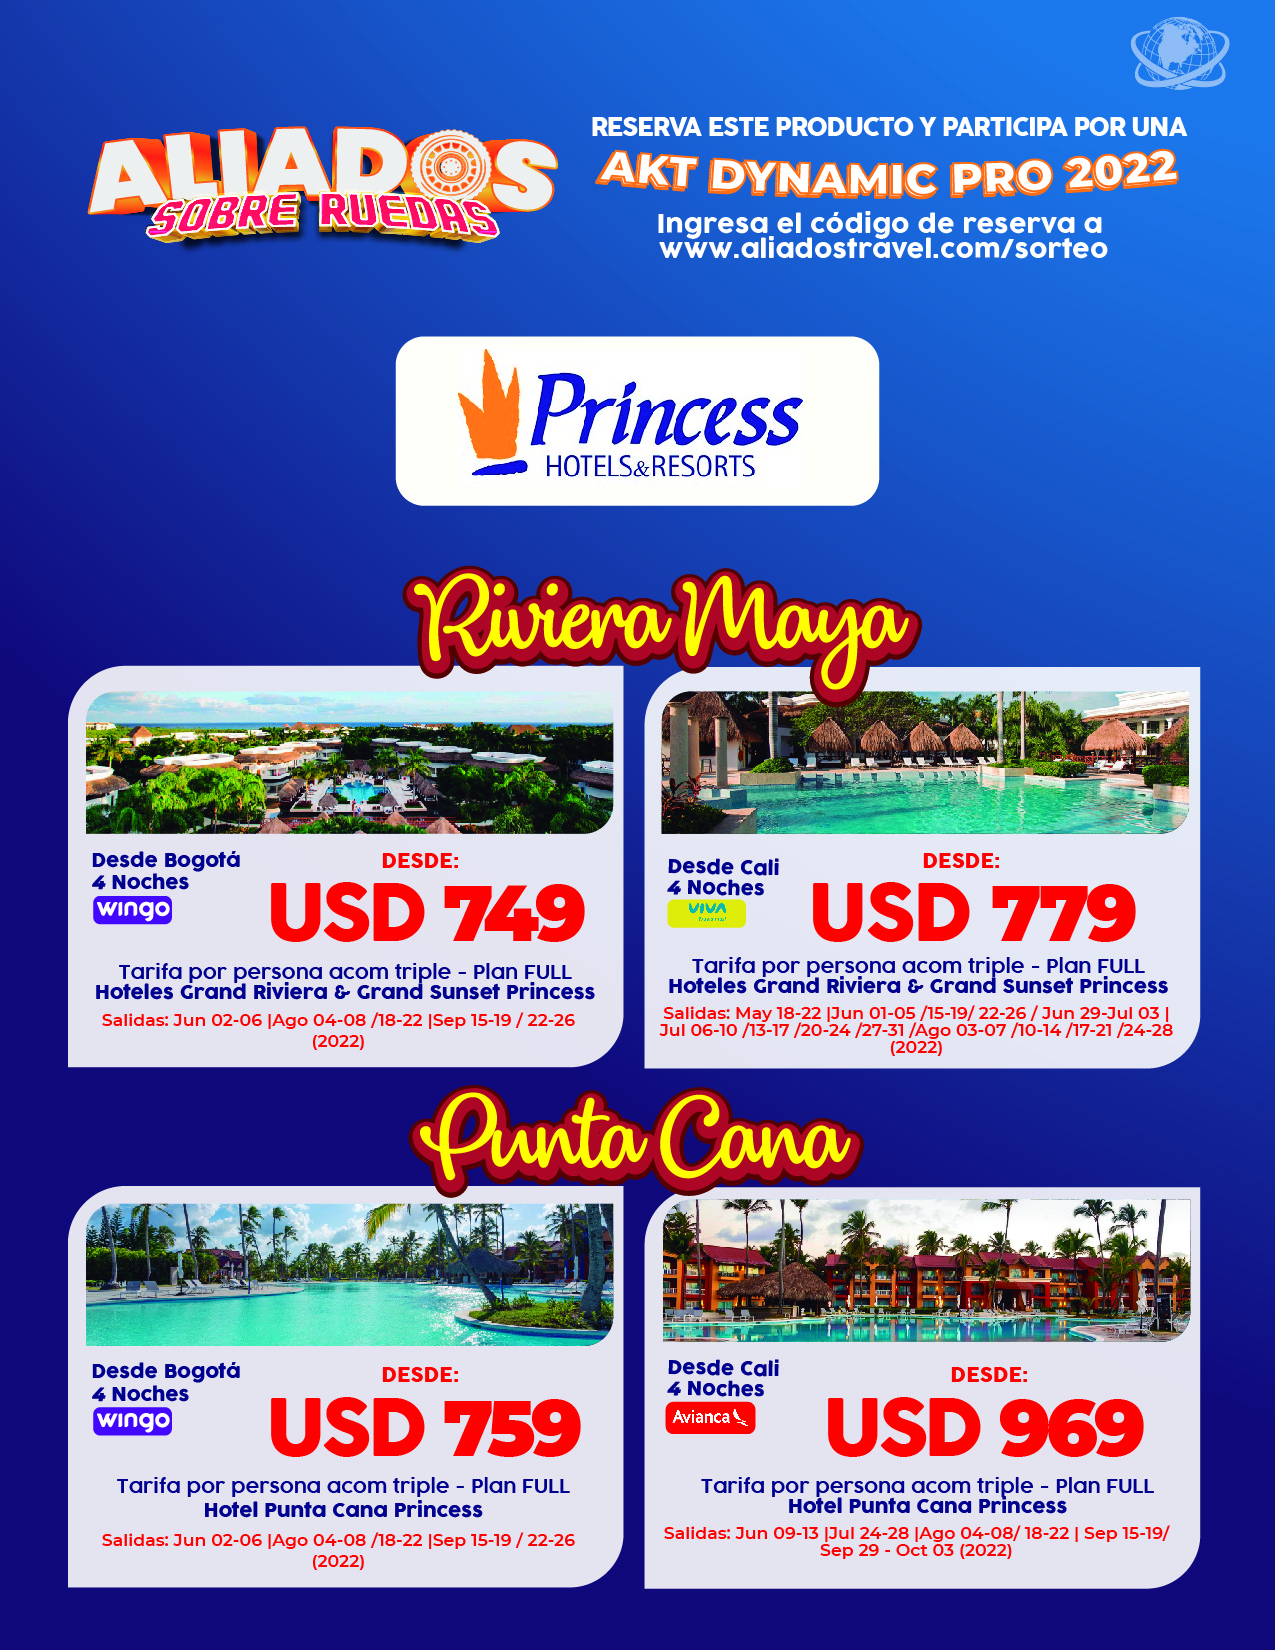 ALIADOS
SOBRE RUEDAS
RESERVA ESTE PRODUCTO Y PARTICIPA POR UNA
AKT DYNAMIC PRO 2022
Ingresa el código de reserva a
www.aliadostravel.com/sorteo
Princess
HOTELS&RESORTS
Riviera Maya
Desde Bogotá
4 Noches
wingo
DESDE:
USD 749
Tarifa por persona acom triple - Plan FULL
Hoteles Grand Riviera & Grand Sunset Princess
Salidas: Jun 02-06 |Ago 04-08 /18-22 |Sep 15-19 / 22-26
(2022)
Desde Cali
4 Noches
VIVA
DESDE:
USD 779
Tarifa por persona acom triple - Plan FULL
Hoteles Grand Riviera & Grand Sunset Princess
Salidas: May 18-22 |Jun 01-05 /15-19/ 22-26 / Jun 29-Jul 03 |
Jul 06-10 /13-17 /20-24 /27-31 /Ago 03-07 /10-14 /17-21 /24-28
(2022)
Punta Cana
Desde Bogotá
4 Noches
wingo
DESDE:
USD 759
Tarifa por persona acom triple - Plan FULL
Hotel Punta Cana Princess
Salidas: Jun 02-06 |Ago 04-08 /18-22 |Sep 15-19 / 22-26
(2022)
Desde Cali
4 Noches
Avianca
DESDE:
USD 969
Tarifa por persona acom triple - Plan FULL
Hotel Punta Cana Princess
Salidas: Jun 09-13 |Jul 24-28 |Ago 04-08/ 18-22 | Sep 15-19/
Sep 29 - Oct 03 (2022)